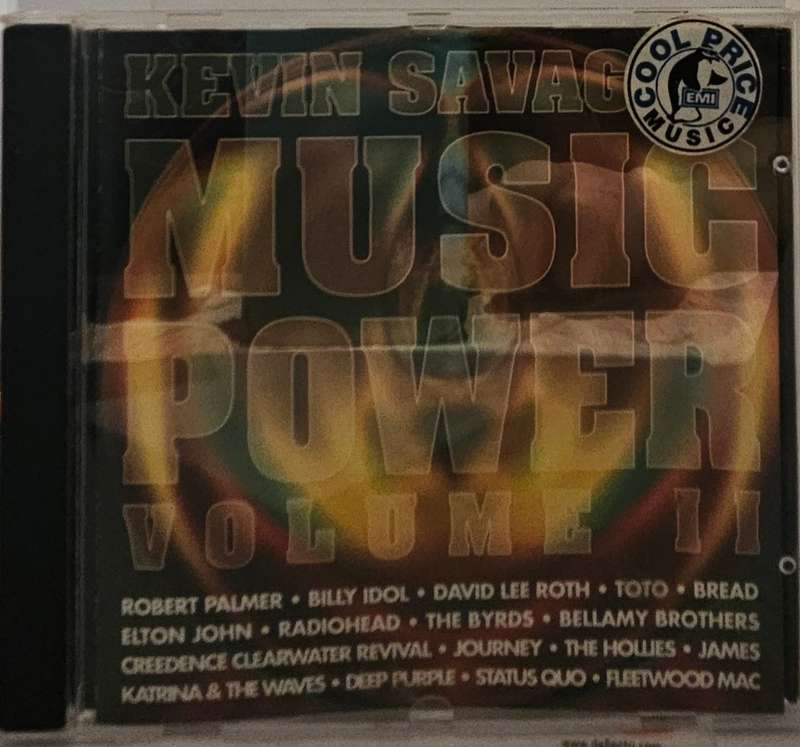 KEVIN SAVAG
COOL PRICE
EMI
MUSIC
MUSIC
POWER
VOLUME II
ROBERT PALMER • BILLY IDOL • DAVID LEE ROTH • TOTO • BREAD
ELTON JOHN • RADIOHEAD • THE BYRDS • BELLAMY BROTHERS
CREEDENCE CLEARWATER REVIVAL • JOURNEY • THE HOLLIES • JAMES
KATRINA & THE WAVES • DEEP PURPLE • STATUS QUO • FLEETWOOD MAC